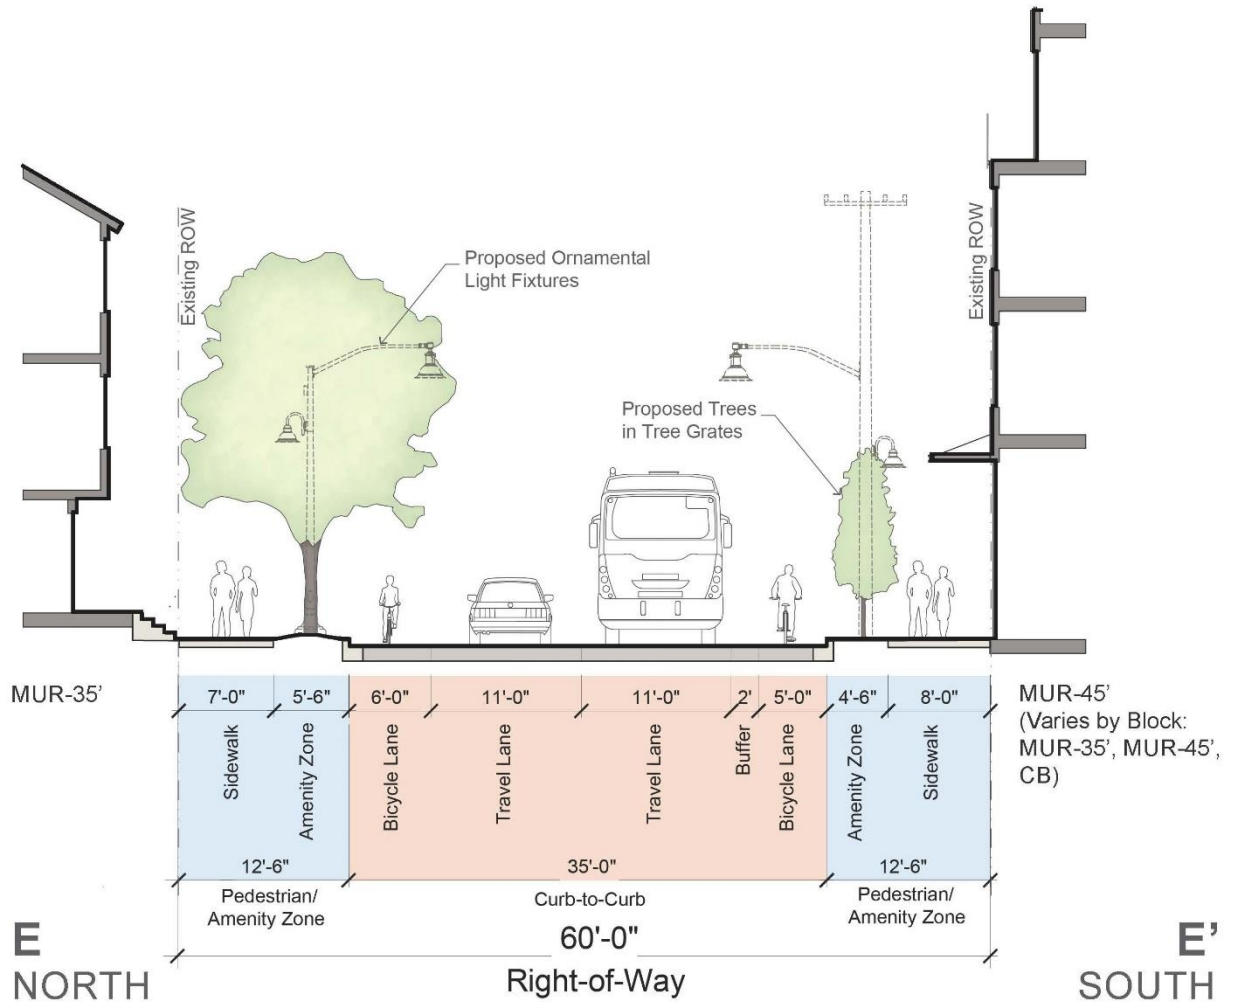 Existing ROW
Proposed Ornamental
Light Fixtures
Existing ROW
Proposed Trees
in Tree Grates
MUR-35’
7'-0"
5'-6"
6'-0"
11'-0"
11'-0"
2'
5'-0"
4'-6"
8'-0"
MUR-45’
(Varies by Block:
MUR-35’, MUR-45’,
CB)
Sidewalk
Amenity Zone
Bicycle Lane
Travel Lane
Travel Lane
Buffer
Bicycle Lane
Amenity Zone
Sidewalk
12'-6"
35'-0"
12'-6"
Pedestrian/
Amenity Zone
Curb-to-Curb
Pedestrian/
Amenity Zone
60'-0"
Right-of-Way
E
NORTH
E’
SOUTH